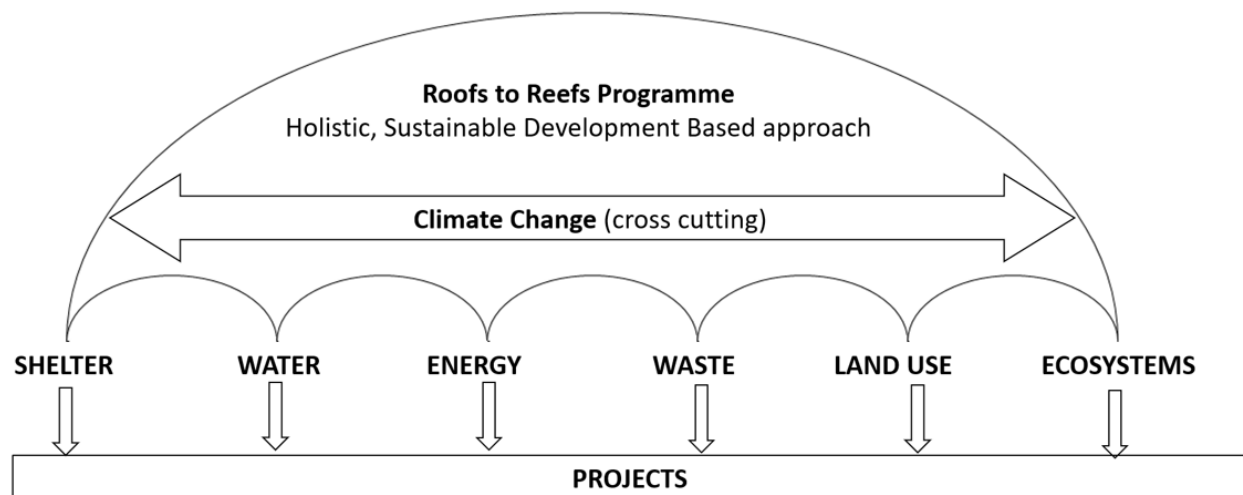 Roofs to Reefs Programme
Holistic, Sustainable Development Based approach
Climate Change (cross cutting)
SHELTER WATER ENERGY WASTE LAND USE ECOSYSTEMS
PROJECTS